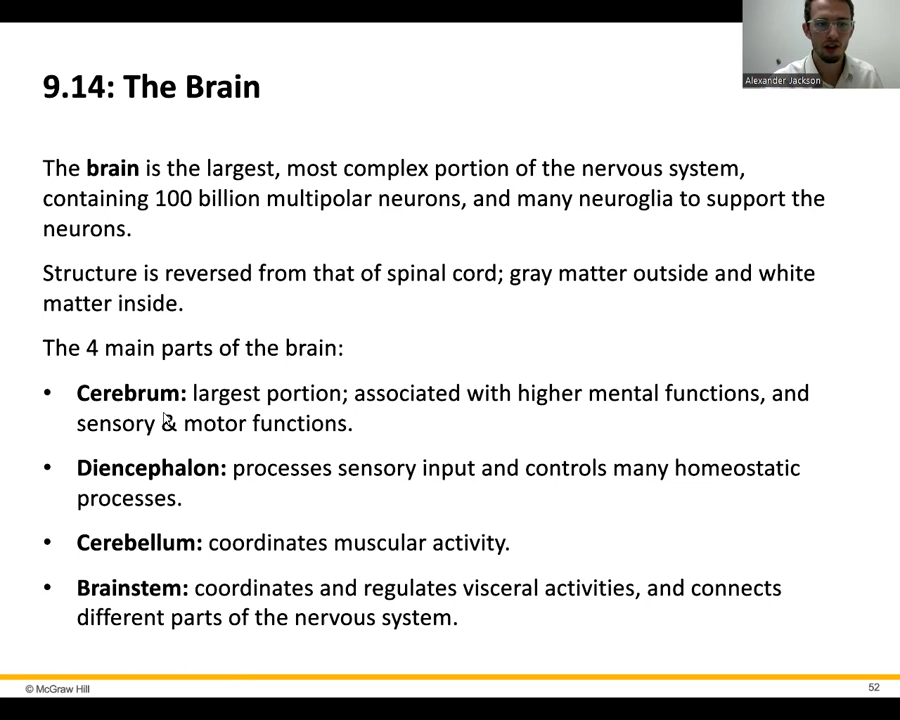 Alexander Jackson
9.14: The Brain
The brain is the largest, most complex portion of the nervous system,
containing 100 billion multipolar neurons, and many neuroglia to support the
neurons.
Structure is reversed from that of spinal cord; gray matter outside and white
matter inside.
The 4 main parts of the brain:
• Cerebrum: largest portion; associated with higher mental functions, and
sensory & motor functions.
• Diencephalon: processes sensory input and controls many homeostatic
processes.
• Cerebellum: coordinates muscular activity.
• Brainstem: coordinates and regulates visceral activities, and connects
different parts of the nervous system.
© McGraw Hill
52